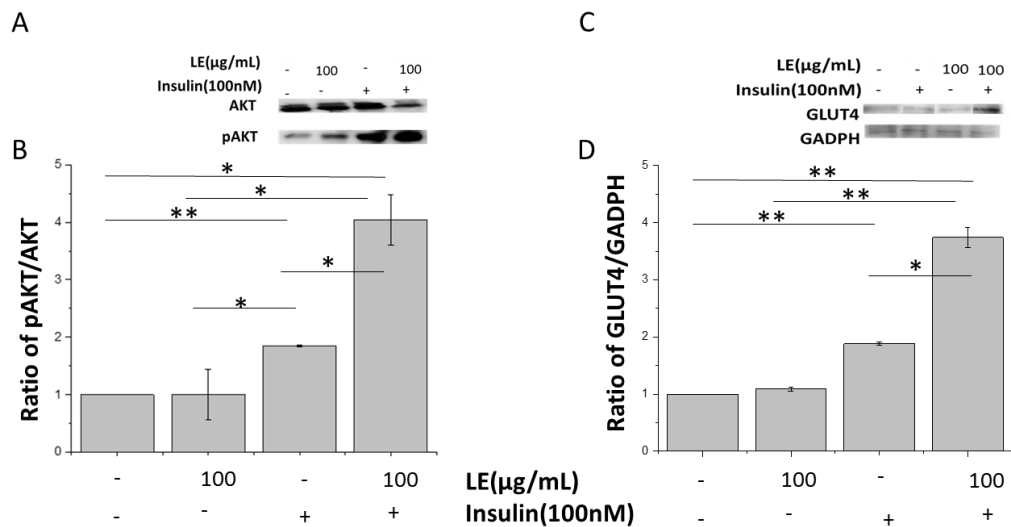 A
LE(µg/mL) - 100 - 100
Insulin(100nM) - - + +
AKT
pAKT
B
Ratio of pAKT/AKT
5
4
3
2
1
0
*
*
**
*
*
C
LE(µg/mL) - - 100 100
Insulin(100nM) - + - +
GLUT4
GADPH
D
Ratio of GLUT4/GADPH
5
4
3
2
1
0
**
**
**
*
- 100 - 100 LE(µg/mL) - 100 - 100
- - + + Insulin(100nM) - - + +